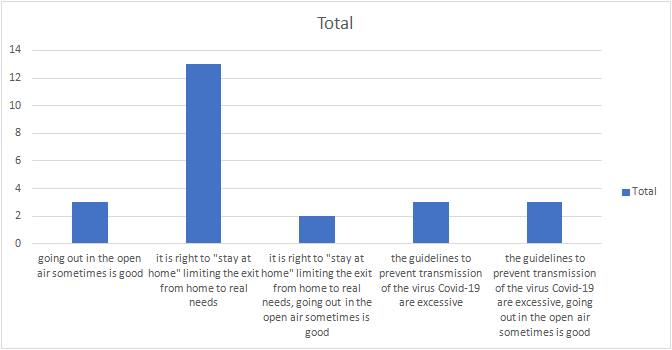 Total
14
12
10
8
6
4
2
0
going out in the open
air sometimes is good
it is right to "stay at
home" limiting the exit
from home to real
needs
it is right to "stay at
home" limiting the exit
from home to real
needs, going out in the
open air sometimes is
good
the guidelines to
prevent transmission
of the virus Covid-19
are excessive
the guidelines to
prevent transmission
of the virus Covid-19
are excessive, going
out in the open air
sometimes is good
Total